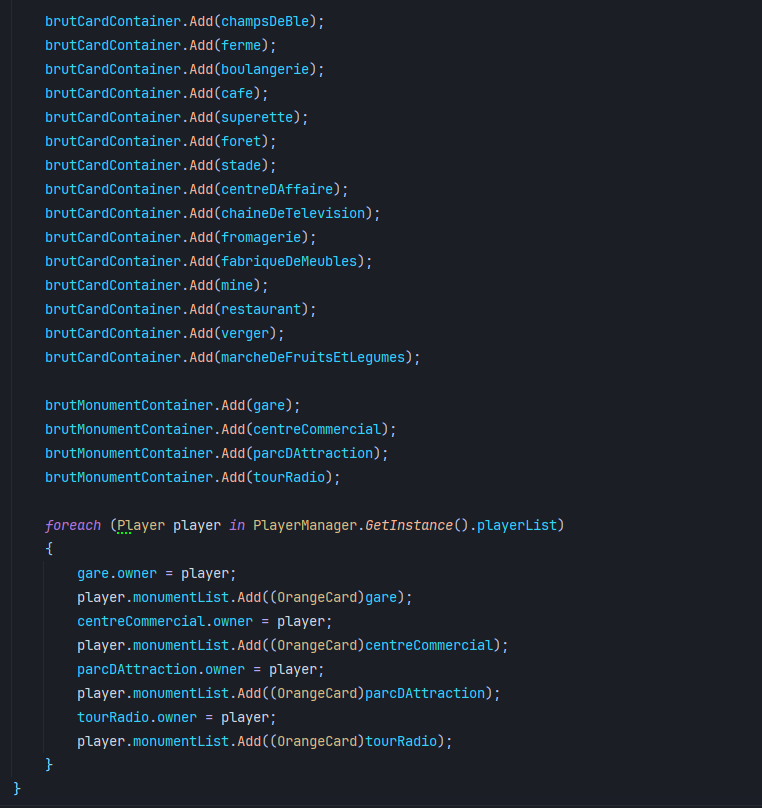 brutCardContainer.Add(champsDeBle);
brutCardContainer.Add(ferme);
brutCardContainer.Add(boulangerie);
brutCardContainer.Add(cafe);
brutCardContainer.Add(superette);
brutCardContainer.Add(foret);
brutCardContainer.Add(stade);
brutCardContainer.Add(centreDAffaire);
brutCardContainer.Add(chaineDeTelevision);
brutCardContainer.Add(fromagerie);
brutCardContainer.Add(fabriqueDeMeubles);
brutCardContainer.Add(mine);
brutCardContainer.Add(restaurant);
brutCardContainer.Add(verger);
brutCardContainer.Add(marcheDeFruitsEtLegumes);

brutMonumentContainer.Add(gare);
brutMonumentContainer.Add(centreCommercial);
brutMonumentContainer.Add(parcDAttraction);
brutMonumentContainer.Add(tourRadio);

foreach (Player player in PlayerManager.GetInstance().playerList)
{
    gare.owner = player;
    player.monumentList.Add((OrangeCard)gare);
    centreCommercial.owner = player;
    player.monumentList.Add((OrangeCard)centreCommercial);
    parcDAttraction.owner = player;
    player.monumentList.Add((OrangeCard)parcDAttraction);
    tourRadio.owner = player;
    player.monumentList.Add((OrangeCard)tourRadio);
}
}